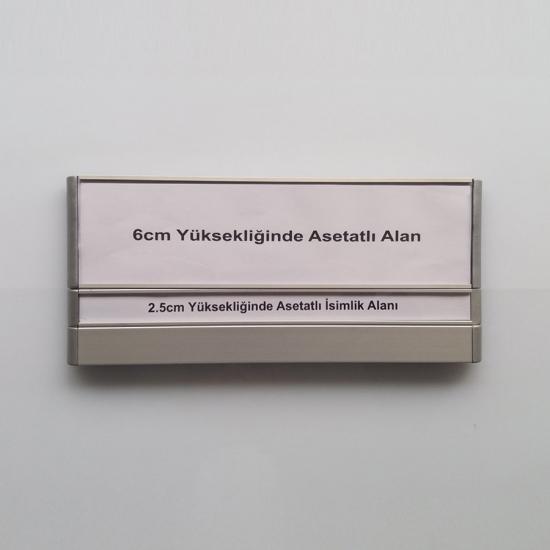 6cm Yüksekliğinde Asetatlı Alan
2.5cm Yüksekliğinde Asetatlı İsimlik Alanı